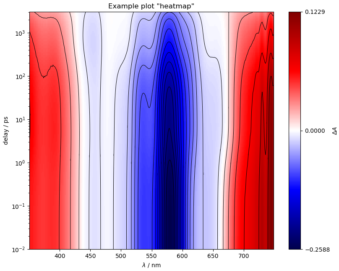 Example plot "heatmap"
0.1229
10³
10²
10¹
delay / ps
0.0000
ΔA
10⁰
10⁻¹
10⁻²
−0.2588
400 450 500 550 600 650 700
λ / nm